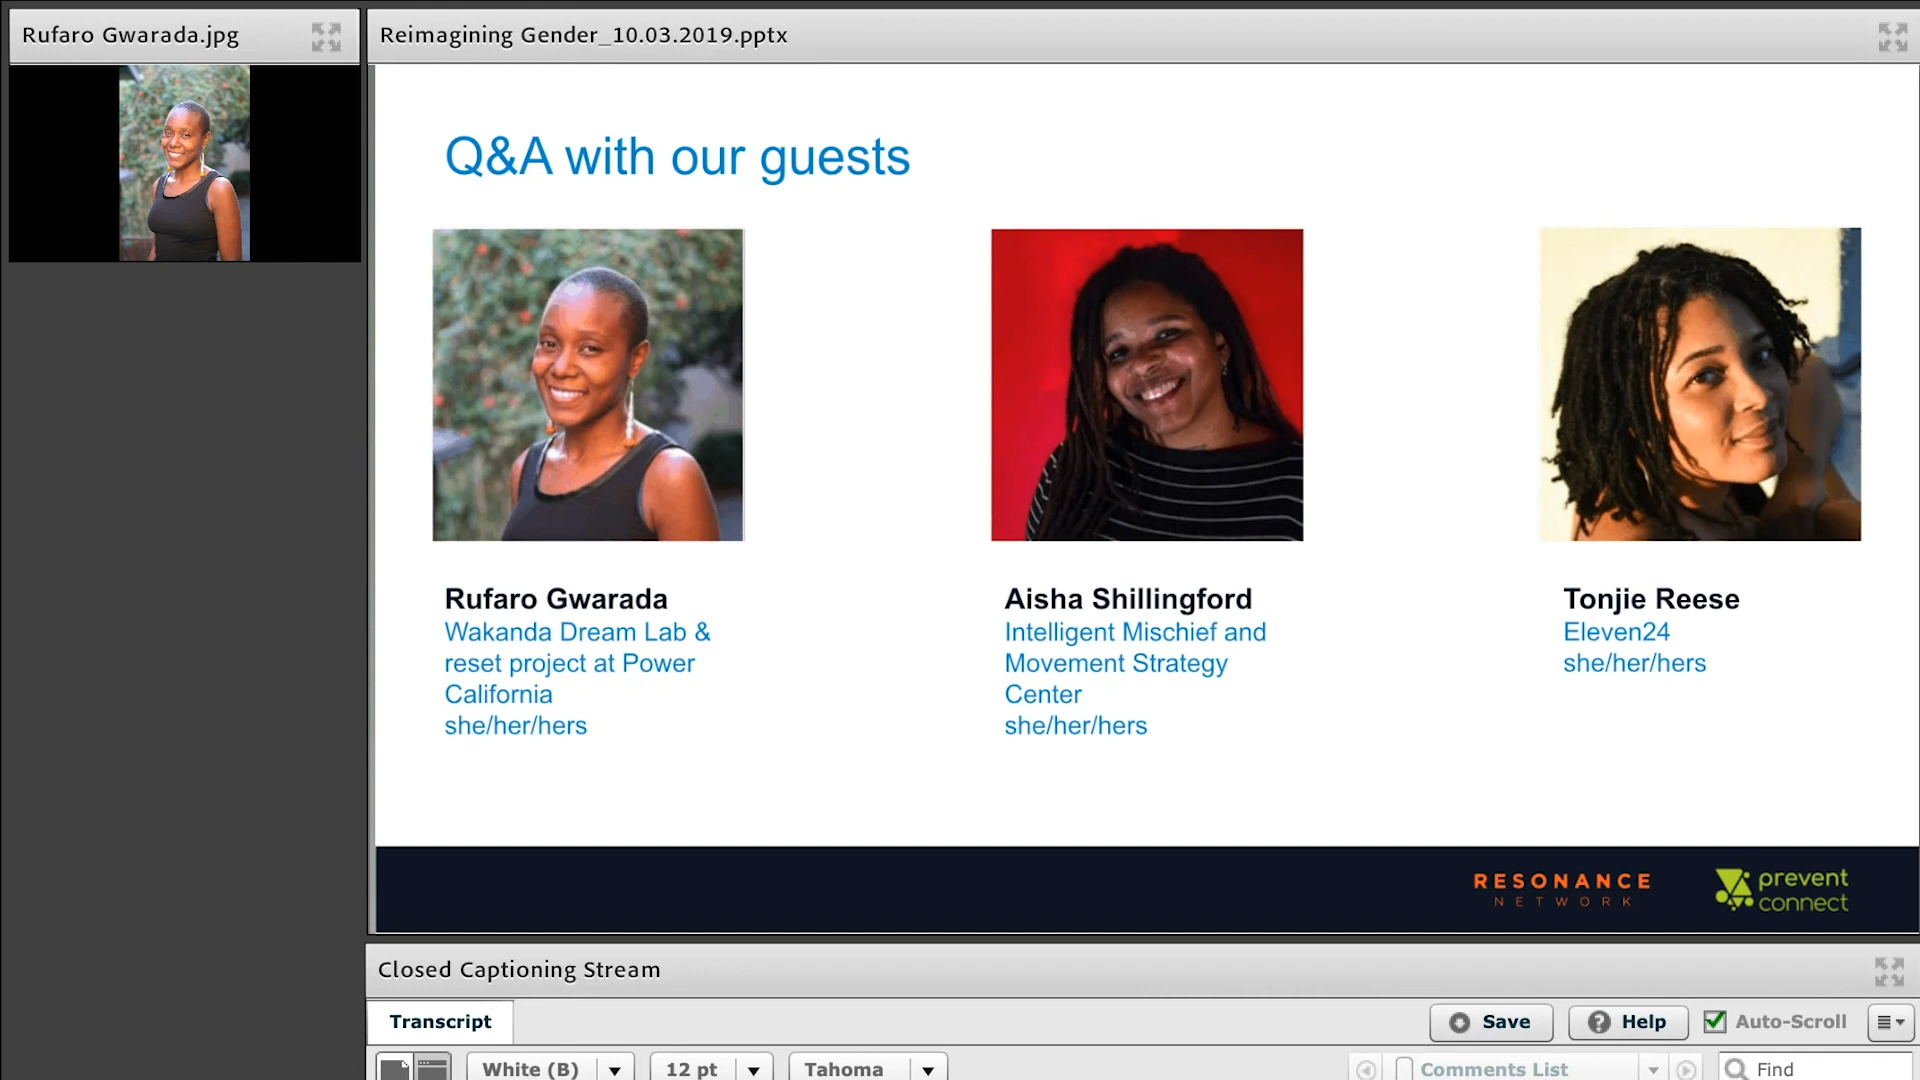 Rufaro Gwarada.jpg
Reimagining Gender_10.03.2019.pptx
Q&A with our guests
Rufaro Gwarada
Wakanda Dream Lab &
reset project at Power
California
she/her/hers
Aisha Shillingford
Intelligent Mischief and
Movement Strategy
Center
she/her/hers
Tonjie Reese
Eleven24
she/her/hers
RESONANCE
NETWORK
prevent
connect
Closed Captioning Stream
Transcript
Save
Help
Auto-Scroll
White (B)
12 pt
Tahoma
Comments List
Find